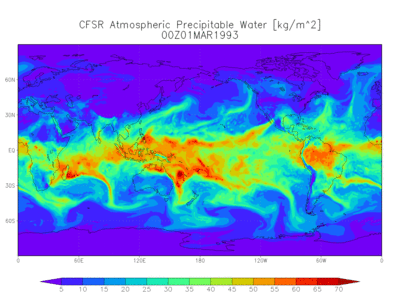 CFSR Atmospheric Precipitable Water [kg/m^2]
00Z01MAR1993
60N
30N
EQ
30S
60S
0 60E 120E 180 120W 60W 0
5 10 15 20 25 30 35 40 45 50 55 60 65 70